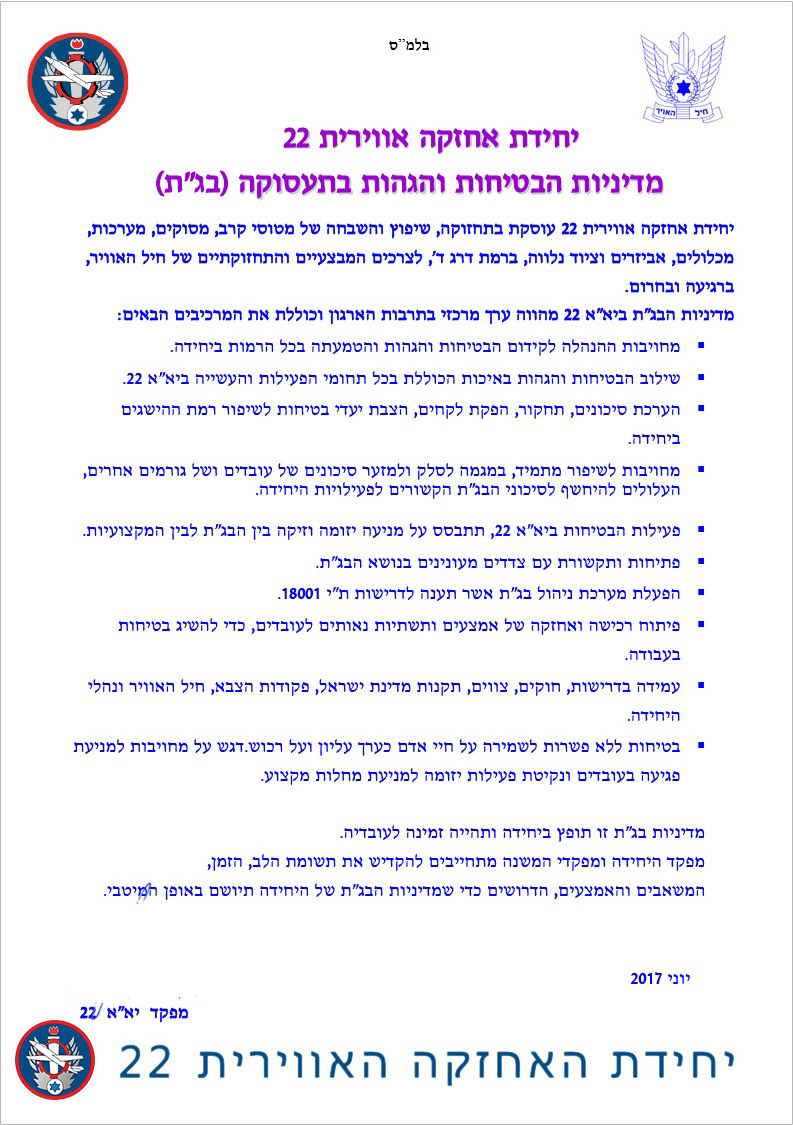 בלמ״ס
חיל האויר
יחידת אחזקה אווירית 22
מדיניות הבטיחות והגהות בתעסוקה (בג"ת)
יחידת אחזקה אווירית 22 עוסקת בתחזוקה, שיפוץ והשבחה של מטוסי קרב, מסוקים, מערכות,
מכלולים, אביזרים וציוד נלווה, ברמת דרג ד', לצרכים המבצעיים והתחזוקתיים של חיל האוויר,
ברגיעה ובחרום.
מדיניות הבג"ת ביא"א 22 מהווה ערך מרכזי בתרבות הארגון וכוללת את המרכיבים הבאים:
▪ מחויבות ההנהלה לקידום הבטיחות והגהות והטמעתה בכל הרמות ביחידה.
▪ שילוב הבטיחות והגהות באיכות הכוללת בכל תחומי הפעילות והעשייה ביא"א 22.
▪ הערכת סיכונים, תחקור, הפקת לקחים, הצבת יעדי בטיחות לשיפור רמת ההישגים
ביחידה.
▪ מחויבות לשיפור מתמיד, במגמה לסלק ולמזער סיכונים של עובדים ושל גורמים אחרים,
העלולים להיחשף לסיכוני הבג"ת הקשורים לפעילויות היחידה.
▪ פעילות הבטיחות ביא"א 22, תתבסס על מניעה יזומה וזיקה בין הבג"ת לבין המקצועיות.
▪ פתיחות ותקשורת עם צדדים מעונינים בנושא הבג"ת.
▪ הפעלת מערכת ניהול בג"ת אשר תענה לדרישות ת"י 18001.
▪ פיתוח רכישה ואחזקה של אמצעים ותשתיות נאותים לעובדים, כדי להשיג בטיחות
בעבודה.
▪ עמידה בדרישות, חוקים, צווים, תקנות מדינת ישראל, פקודות הצבא, חיל האוויר ונהלי
היחידה.
▪ בטיחות ללא פשרות לשמירה על חיי אדם כערך עליון ועל רכוש.דגש על מחויבות למניעת
פגיעה בעובדים ונקיטת פעילות יזומה למניעת מחלות מקצוע.
מדיניות בג"ת זו תופץ ביחידה ותהייה זמינה לעובדיה.
מפקד היחידה ומפקדי המשנה מתחייבים להקדיש את תשומת הלב, הזמן,
המשאבים והאמצעים, הדרושים כדי שמדיניות הבג"ת של היחידה תיושם באופן המיטבי.
יוני 2017
מפקד יא"א 22
יחידת האחזקה האווירית 22